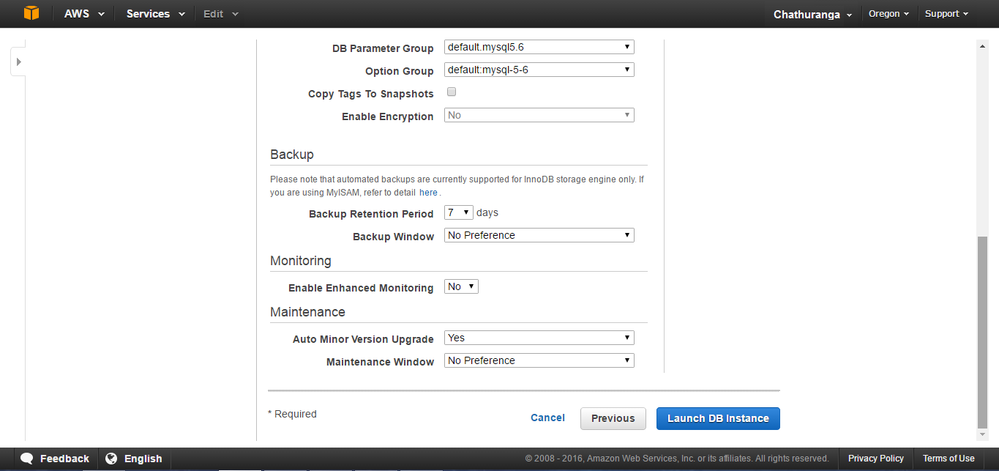 AWS Services Edit Chathuranga Oregon Support
DB Parameter Group default.mysql5.6
Option Group default:mysql-5-6
Copy Tags To Snapshots
Enable Encryption No
Backup
Please note that automated backups are currently supported for InnoDB storage engine only. If
you are using MyISAM, refer to detail here .
Backup Retention Period 7 days
Backup Window No Preference
Monitoring
Enable Enhanced Monitoring No
Maintenance
Auto Minor Version Upgrade Yes
Maintenance Window No Preference
* Required Cancel Previous Launch DB Instance
Feedback English © 2008 - 2016, Amazon Web Services, Inc. or its affiliates. All rights reserved. Privacy Policy Terms of Use